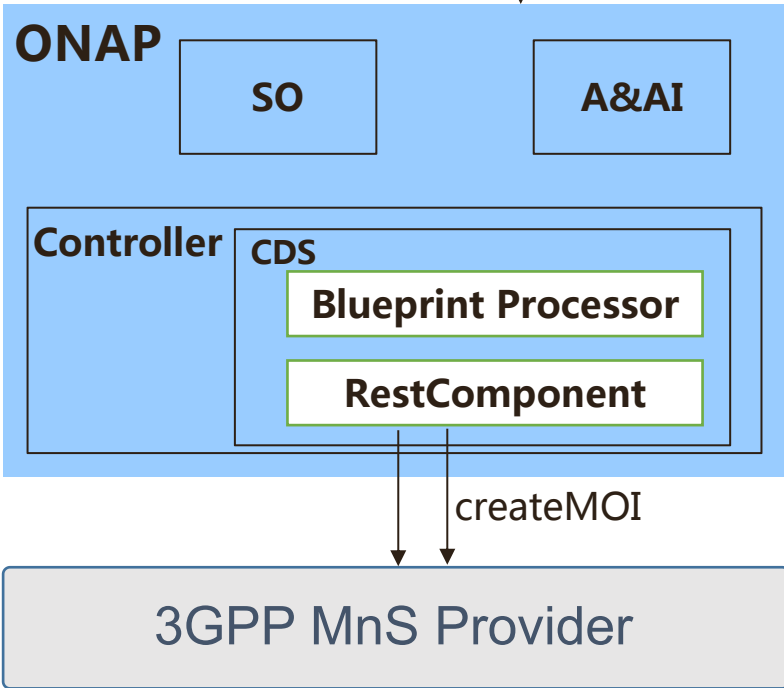 ONAP
SO
A&AI
Controller
CDS
Blueprint Processor
RestComponent
createMOI
3GPP MnS Provider